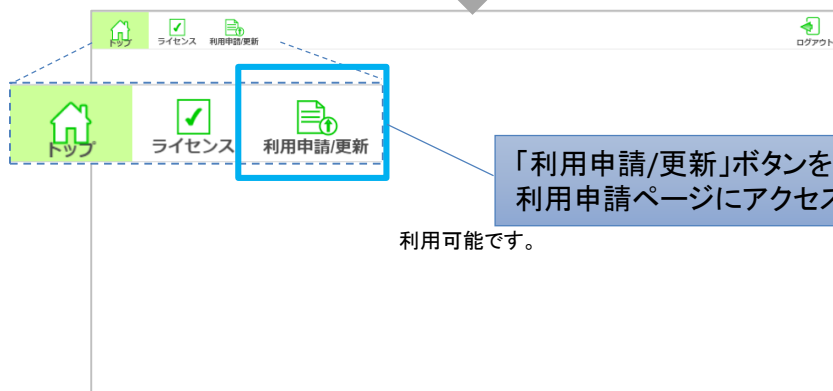 トップ
ライセンス
利用申請/更新
ログアウト
トップ
ライセンス
利用申請/更新
「利用申請/更新」ボタンを
利用申請ページにアクセス
利用可能です。